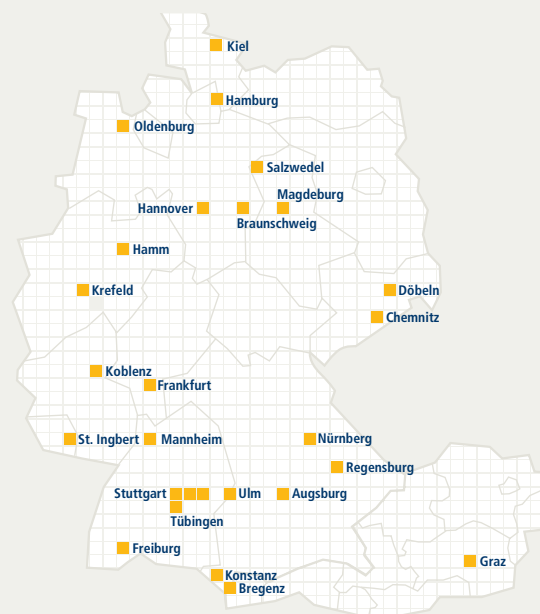 Kiel
Hamburg
Oldenburg
Salzwedel
Magdeburg
Hannover
Braunschweig
Hamm
Krefeld
Döbeln
Chemnitz
Koblenz
Frankfurt
St. Ingbert
Mannheim
Nürnberg
Regensburg
Stuttgart
Ulm
Augsburg
Tübingen
Freiburg
Graz
Konstanz
Bregenz